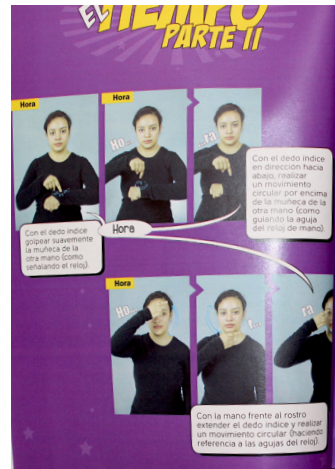 EL TIEMPO
PARTE II
Hora
Hora
Ho...
...ra
Con el dedo índice
en dirección hacia
abajo, realizar
un movimiento
circular por encima
de la muñeca de la
otra mano (como
guiando la aguja
del reloj de mano).
Con el dedo índice
golpear suavemente
la muñeca de la
otra mano (como
señalando el reloj).
Hora
Hora
Ho...
r...
ra
Con la mano frente al rostro
extender el dedo índice y realizar
un movimiento circular (haciendo
referencia a las agujas del reloj).